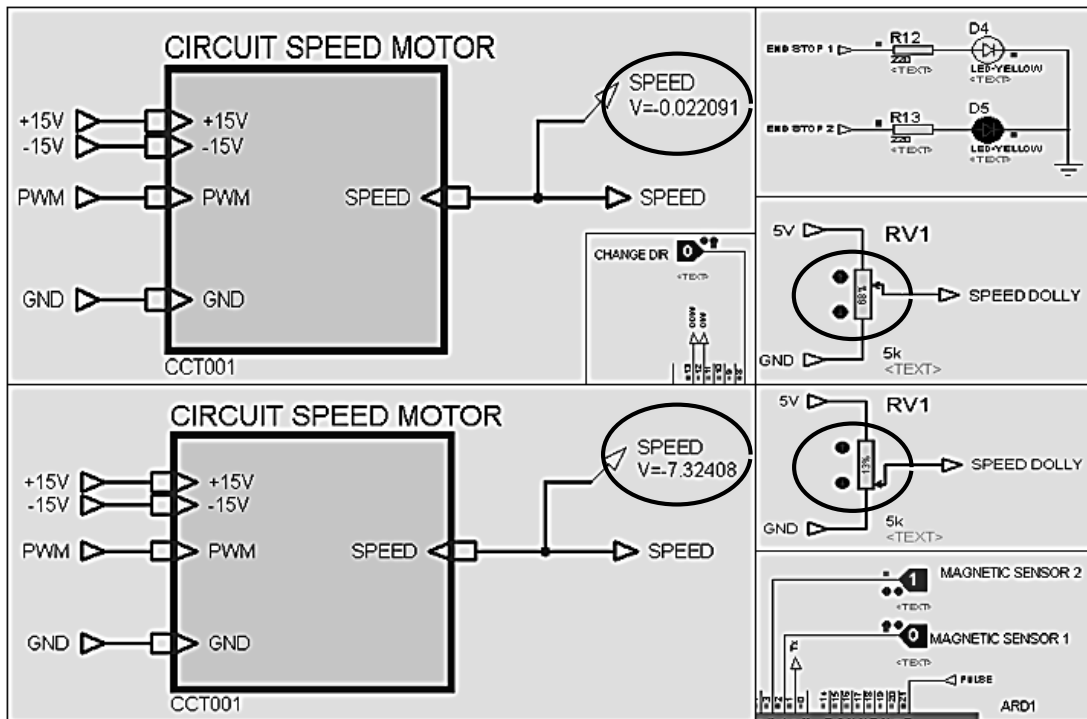 CIRCUIT SPEED MOTOR
+15V +15V
-15V -15V
PWM PWM
SPEED
GND GND
CCT001
SPEED
V=-0.022091
SPEED
CHANGE DIR
0
<TEXT>
END STOP 1
R12
220
<TEXT>
D4
LED-YELLOW
<TEXT>
END STOP 2
R13
220
<TEXT>
D5
LED-YELLOW
<TEXT>
5V
RV1
SPEED DOLLY
GND
5k
<TEXT>
CIRCUIT SPEED MOTOR
+15V +15V
-15V -15V
PWM PWM
SPEED
GND GND
CCT001
SPEED
V=-7.32408
SPEED
5V
RV1
13%
SPEED DOLLY
GND
5k
<TEXT>
1
MAGNETIC SENSOR 2
<TEXT>
0
MAGNETIC SENSOR 1
<TEXT>
PULSE
ARD1